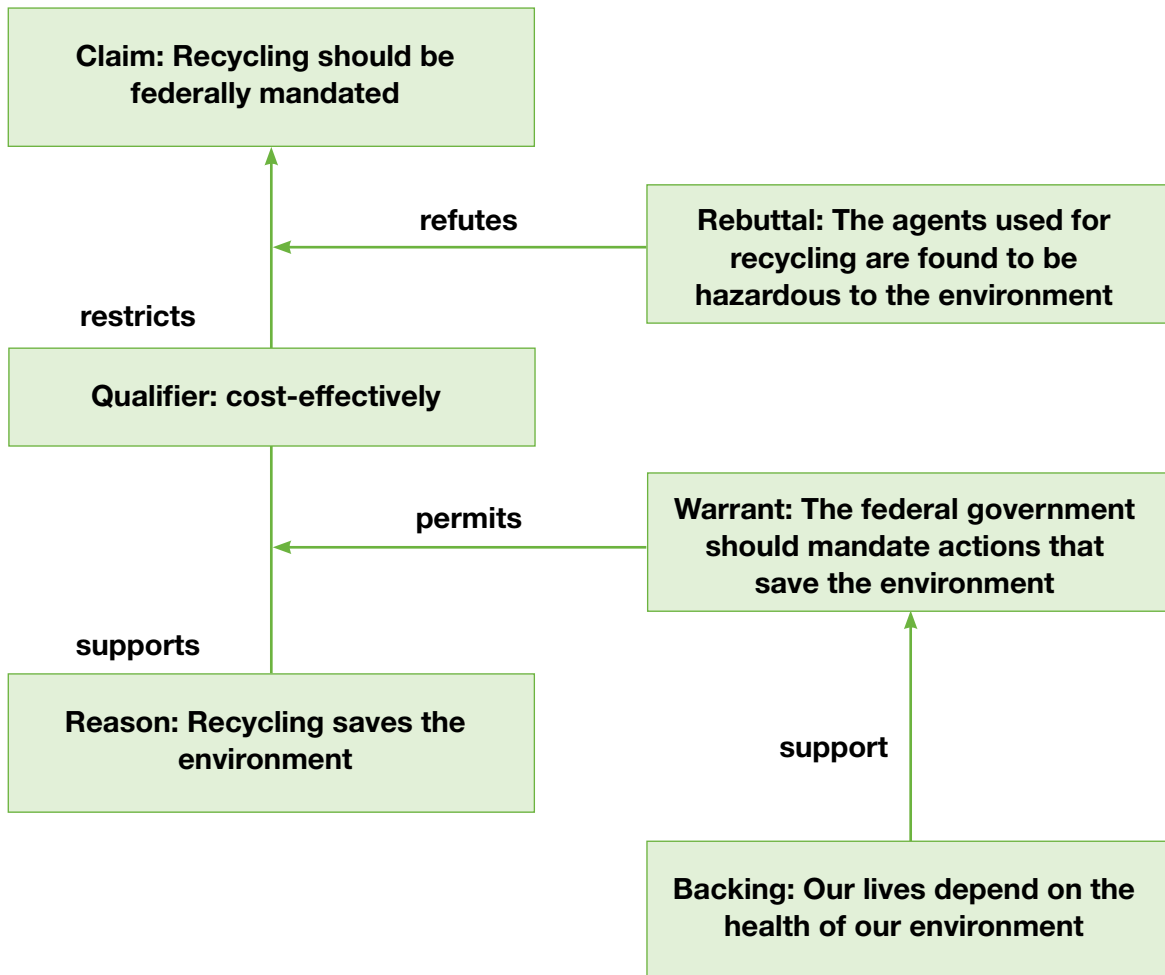 Claim: Recycling should be
federally mandated
refutes
Rebuttal: The agents used for
recycling are found to be
hazardous to the environment
restricts
Qualifier: cost-effectively
permits
Warrant: The federal government
should mandate actions that
save the environment
supports
Reason: Recycling saves the
environment
support
Backing: Our lives depend on the
health of our environment